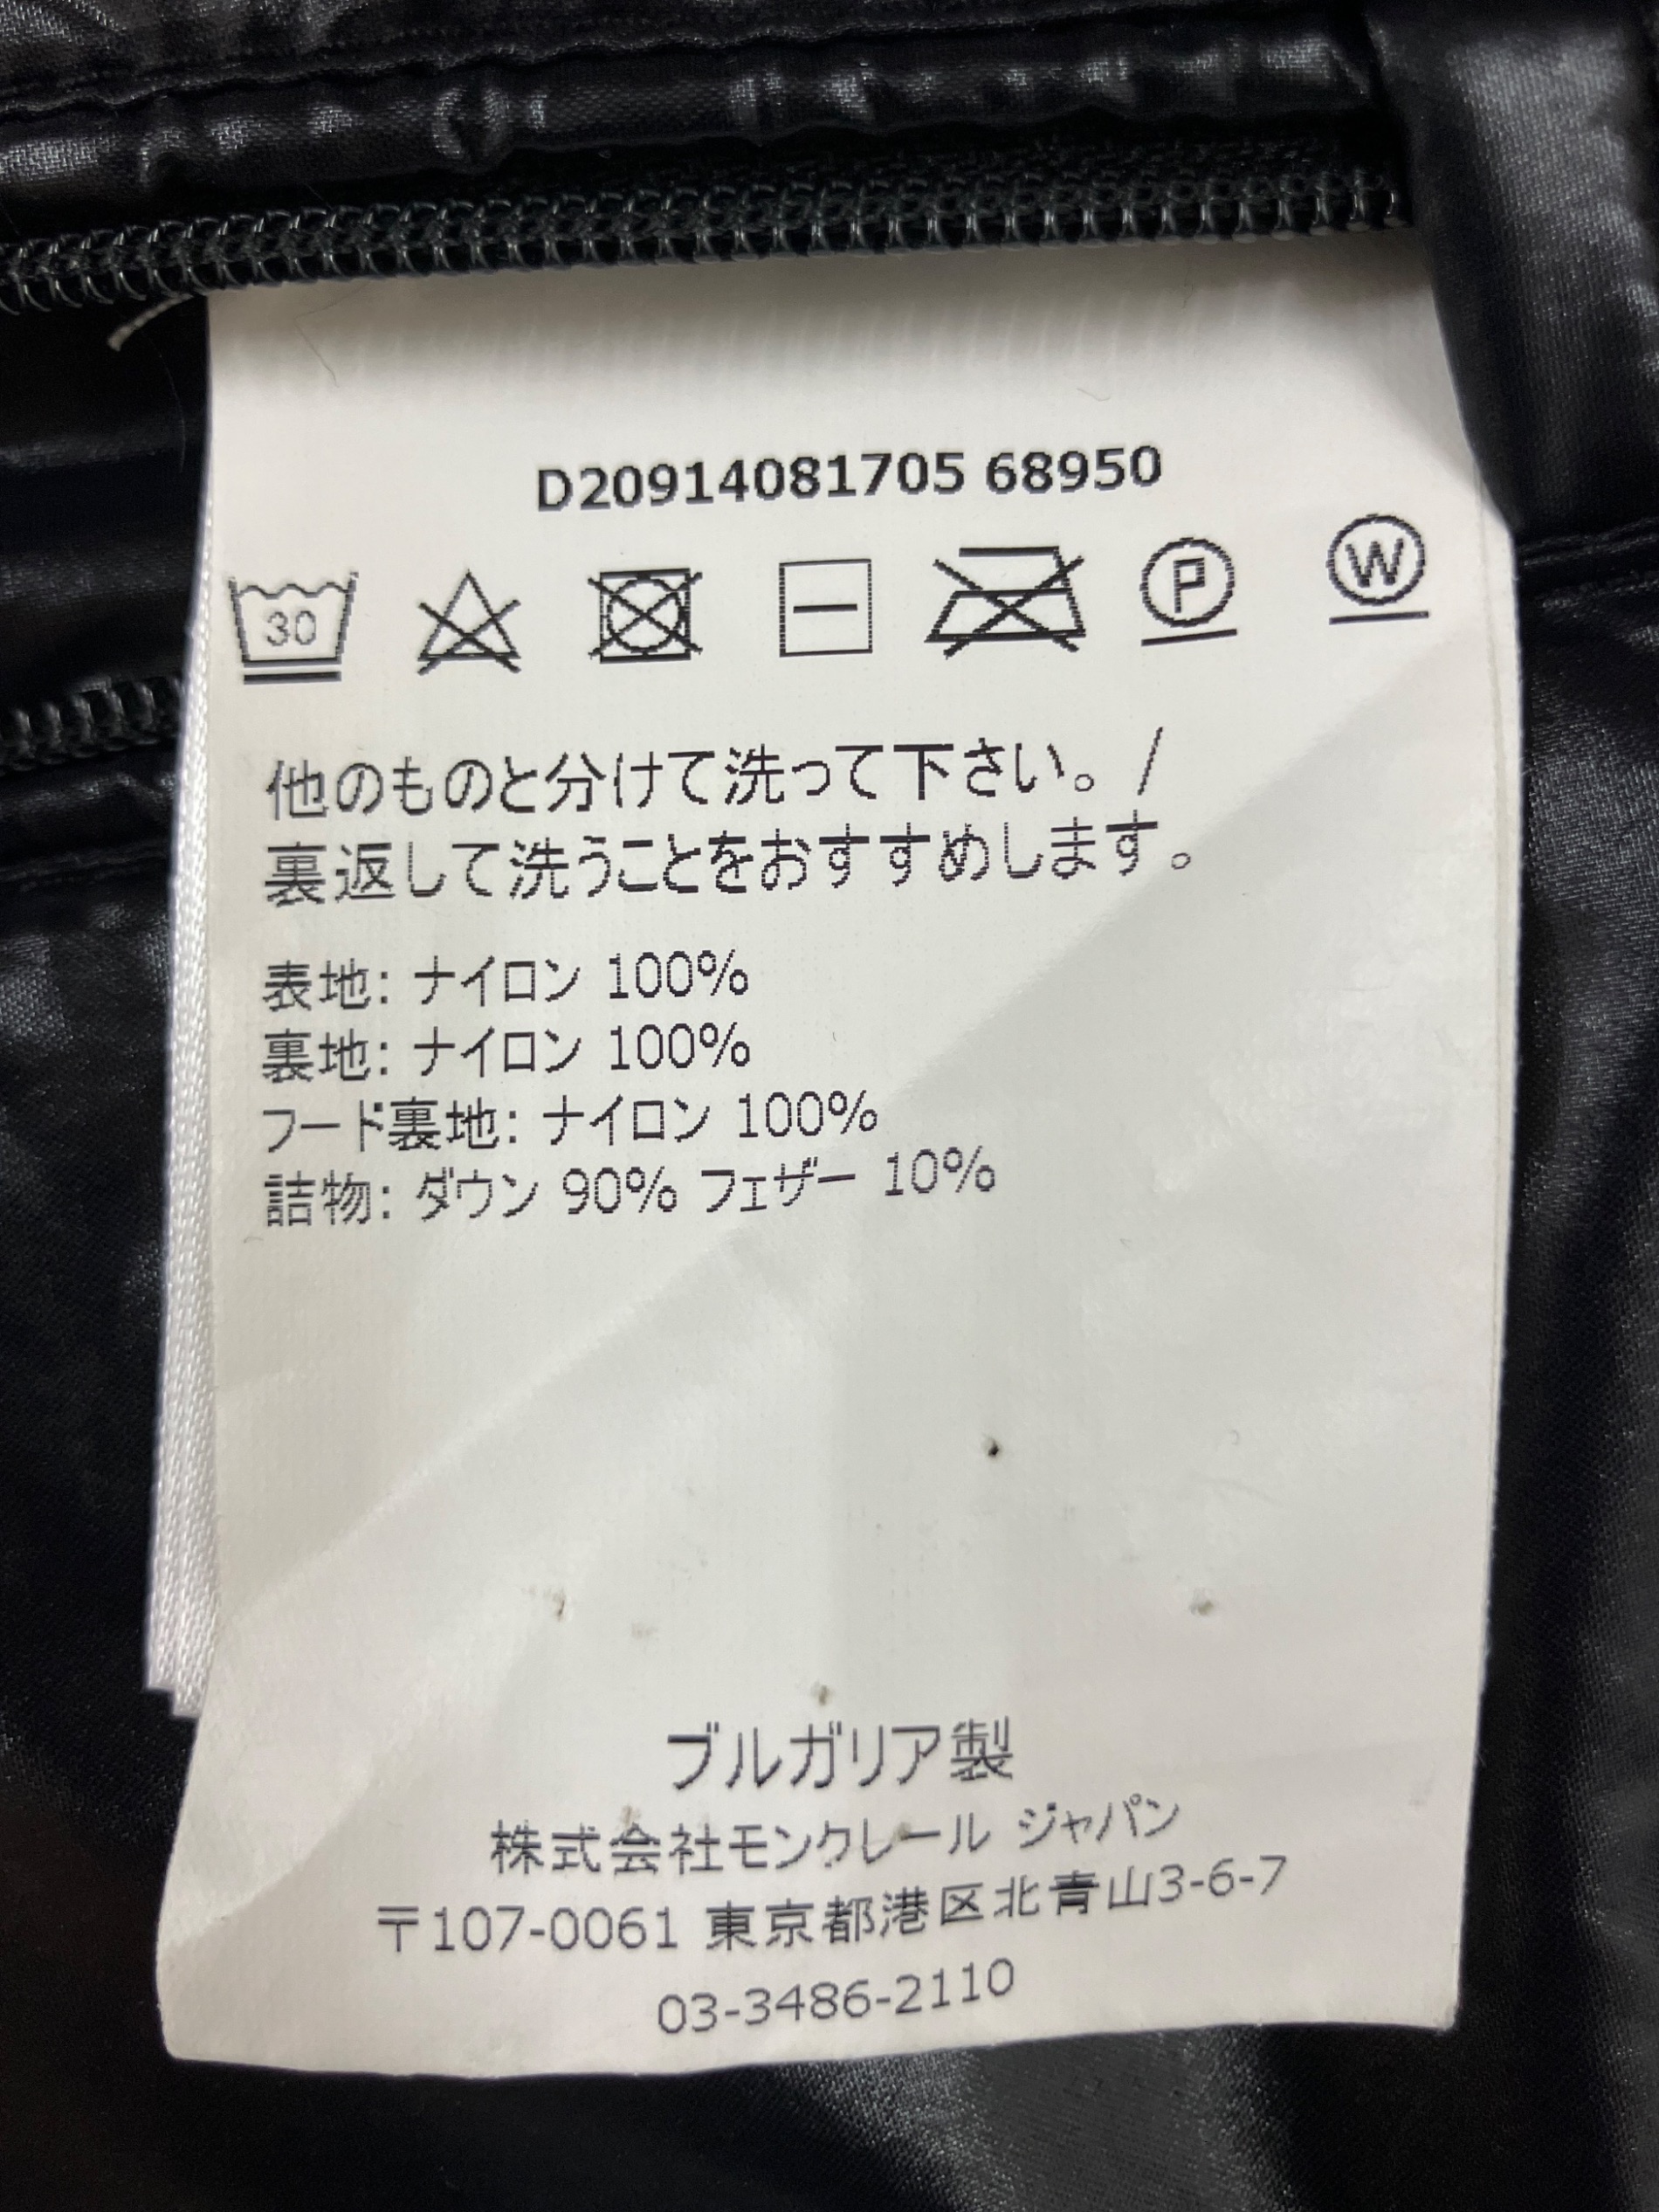 D20914081705 68950
30 P W
他のものと分けて洗って下さい。/
裏返して洗うことをおすすめします。
表地: ナイロン 100%
裏地: ナイロン 100%
フード裏地: ナイロン 100%
詰物: ダウン 90% フェザー 10%
ブルガリア製
株式会社モンクレール ジャパン
〒107-0061 東京都港区北青山3-6-7
03-3486-2110